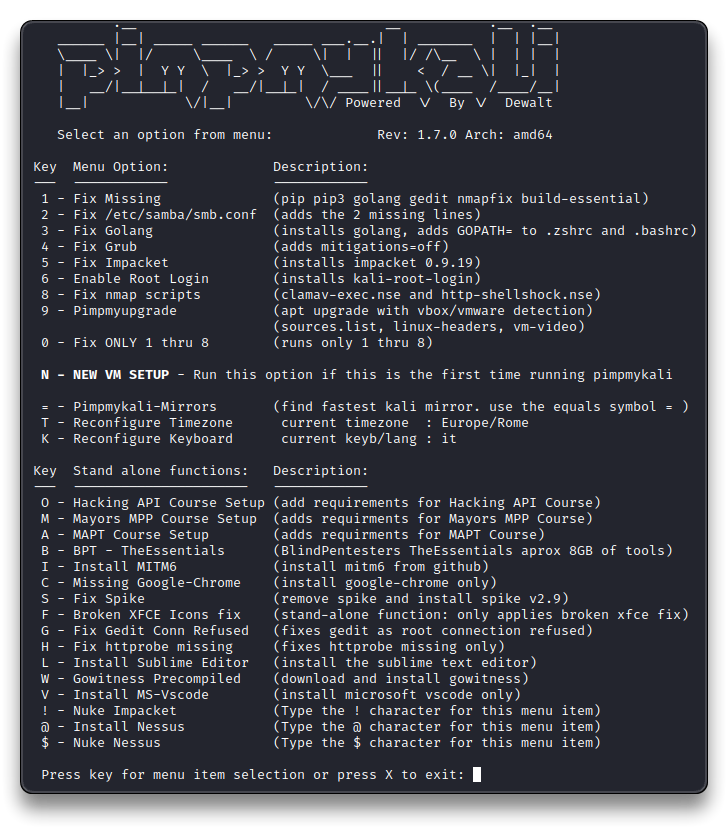 Powered By Dewalt
Select an option from menu: Rev: 1.7.0 Arch: amd64
Key Menu Option: Description:
1 - Fix Missing (pip pip3 golang gedit nmapfix build-essential)
2 - Fix /etc/samba/smb.conf (adds the 2 missing lines)
3 - Fix Golang (installs golang, adds GOPATH= to .zshrc and .bashrc)
4 - Fix Grub (adds mitigations=off)
5 - Fix Impacket (installs impacket 0.9.19)
6 - Enable Root Login (installs kali-root-login)
8 - Fix nmap scripts (clamav-exec.nse and http-shellshock.nse)
9 - Pimpmyupgrade (apt upgrade with vbox/vmware detection)
(sources.list, linux-headers, vm-video)
0 - Fix ONLY 1 thru 8 (runs only 1 thru 8)
N - NEW VM SETUP - Run this option if this is the first time running pimpmykali
= - Pimpmykali-Mirrors (find fastest kali mirror. use the equals symbol = )
T - Reconfigure Timezone current timezone : Europe/Rome
K - Reconfigure Keyboard current keyb/lang : it
Key Stand alone functions: Description:
O - Hacking API Course Setup (add requirements for Hacking API Course)
M - Mayors MPP Course Setup (adds requirments for Mayors MPP Course)
A - MAPT Course Setup (adds requirments for MAPT Course)
B - BPT - TheEssentials (BlindPentesters TheEssentials aprox 8GB of tools)
I - Install MITM6 (install mitm6 from github)
C - Missing Google-Chrome (install google-chrome only)
S - Fix Spike (remove spike and install spike v2.9)
F - Broken XFCE Icons fix (stand-alone function: only applies broken xfce fix)
G - Fix Gedit Conn Refused (fixes gedit as root connection refused)
H - Fix httprobe missing (fixes httprobe missing only)
L - Install Sublime Editor (install the sublime text editor)
W - Gowitness Precompiled (download and install gowitness)
V - Install MS-Vscode (install microsoft vscode only)
! - Nuke Impacket (Type the ! character for this menu item)
@ - Install Nessus (Type the @ character for this menu item)
$ - Nuke Nessus (Type the $ character for this menu item)
Press key for menu item selection or press X to exit: